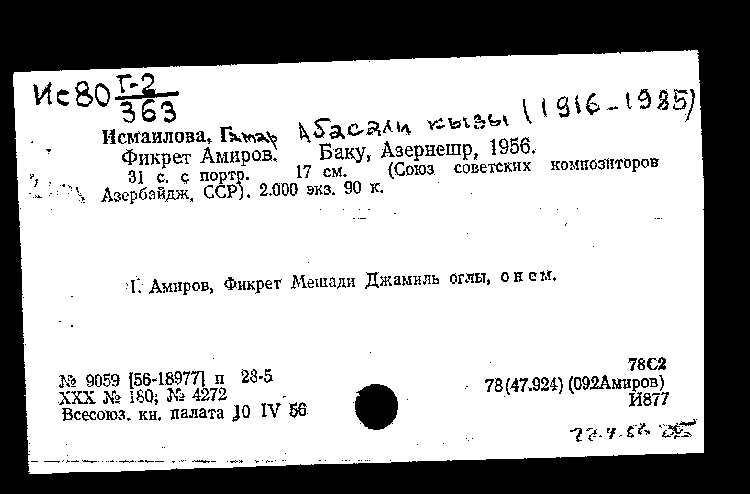 Ис80 Г-2
363
Исмаилова, Гамар Абасали кызы (1916-1985)
Фикрет Амиров. Баку, Азернешр, 1956.
31 с. с портр. 17 см. (Союз советских композиторов
Азербайдж. ССР). 2.000 экз. 90 к.
I. Амиров, Фикрет Мешади Джамиль оглы, о нем.
№ 9059 [56-18977] п 28-5
XXX № 180; № 4272
Всесоюз. кн. палата 10 IV 56
78С2
78(47.924) (092Амиров)
И877